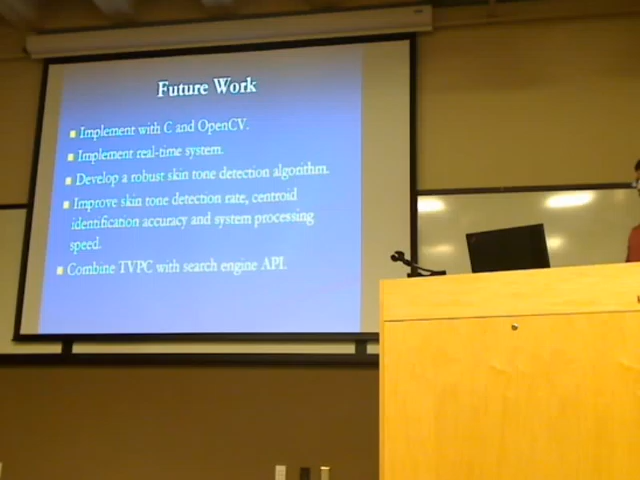 Future Work
Implement with C and OpenCV.
Implement real-time system.
Develop a robust skin tone detection algorithm.
Improve skin tone detection rate, centroid
identification accuracy and system processing
speed.
Combine TVPC with search engine API.